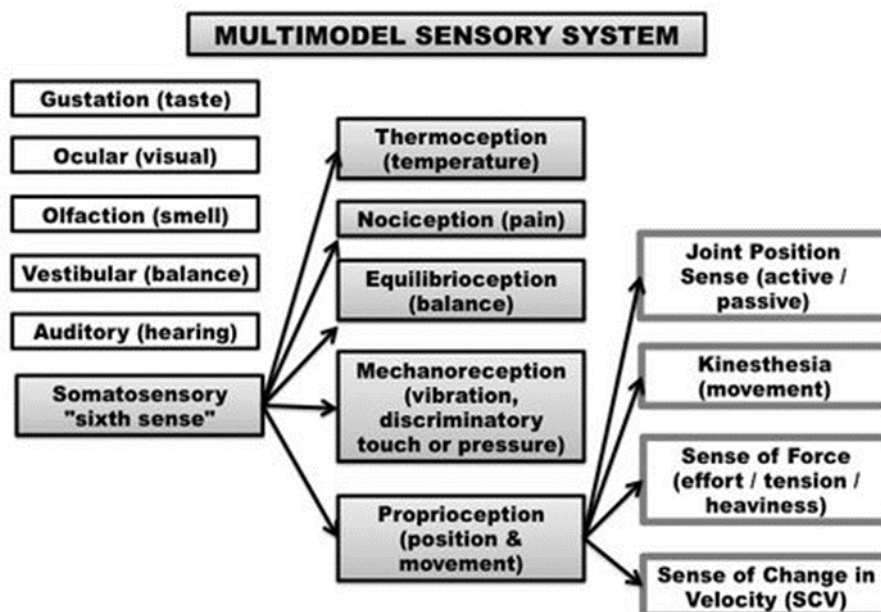 MULTIMODEL SENSORY SYSTEM
Gustation (taste)
Ocular (visual)
Olfaction (smell)
Vestibular (balance)
Auditory (hearing)
Somatosensory
"sixth sense"
Thermoception
(temperature)
Nociception (pain)
Equilibrioception
(balance)
Mechanoreception
(vibration,
discriminatory
touch or pressure)
Proprioception
(position &
movement)
Joint Position
Sense (active /
passive)
Kinesthesia
(movement)
Sense of Force
(effort / tension /
heaviness)
Sense of Change in
Velocity (SCV)